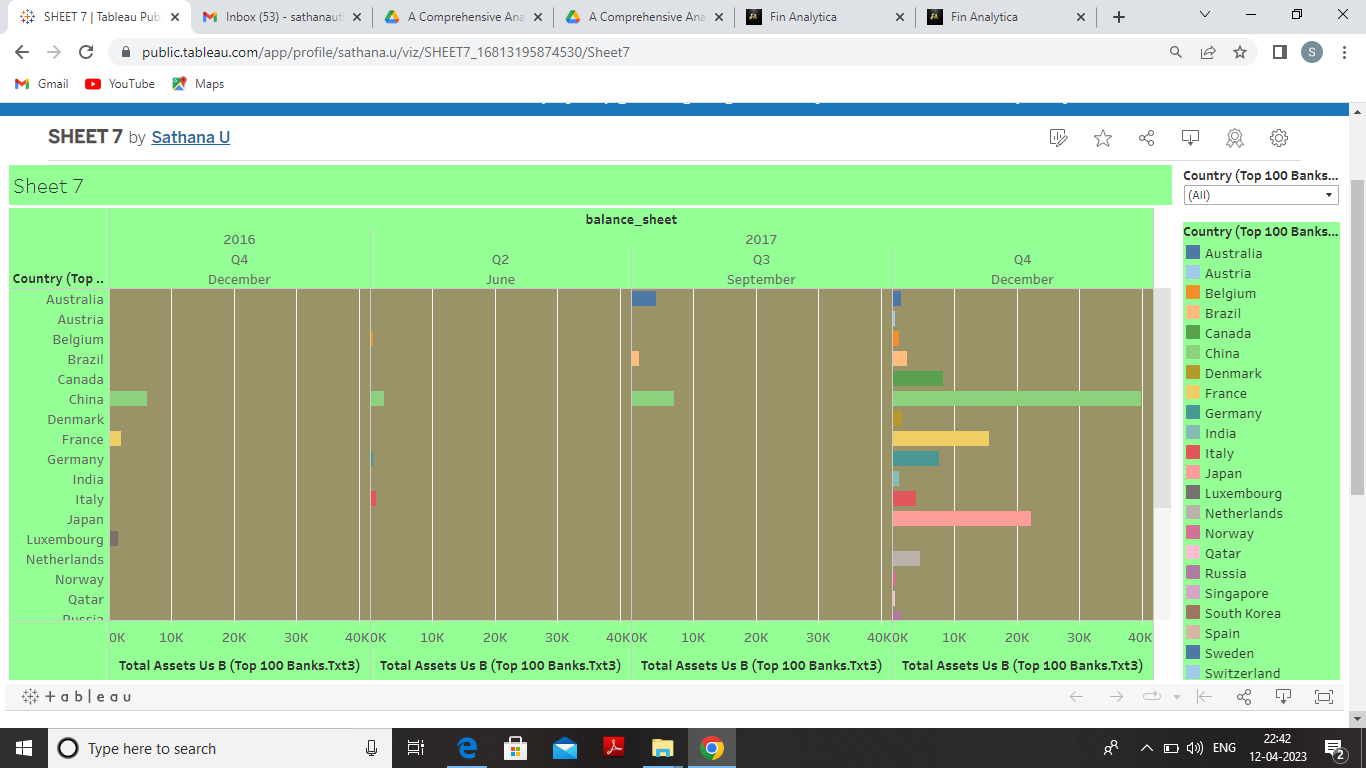 SHEET 7 | Tableau Pub
Inbox (53) - sathanaut
A Comprehensive Ana
A Comprehensive Ana
Fin Analytica
Fin Analytica
public.tableau.com/app/profile/sathana.u/viz/SHEET7_16813195874530/Sheet7
S
Gmail
YouTube
Maps
SHEET 7 by Sathana U
Sheet 7
Country (Top 100 Banks...
(All)
balance_sheet
2016
2017
Q4
Q2
Q3
Q4
Country (Top ..
December
June
September
December
Australia
Austria
Belgium
Brazil
Canada
China
Denmark
France
Germany
India
Italy
Japan
Luxembourg
Netherlands
Norway
Qatar
Russia
0K 10K 20K 30K 40K
0K 10K 20K 30K 40K
0K 10K 20K 30K 40K
0K 10K 20K 30K 40K
Total Assets Us B (Top 100 Banks.Txt3)
Total Assets Us B (Top 100 Banks.Txt3)
Total Assets Us B (Top 100 Banks.Txt3)
Total Assets Us B (Top 100 Banks.Txt3)
Country (Top 100 Banks...
Australia
Austria
Belgium
Brazil
Canada
China
Denmark
France
Germany
India
Italy
Japan
Luxembourg
Netherlands
Norway
Qatar
Russia
Singapore
South Korea
Spain
Sweden
Switzerland
+ableau
Type here to search
ENG
22:42
12-04-2023
2